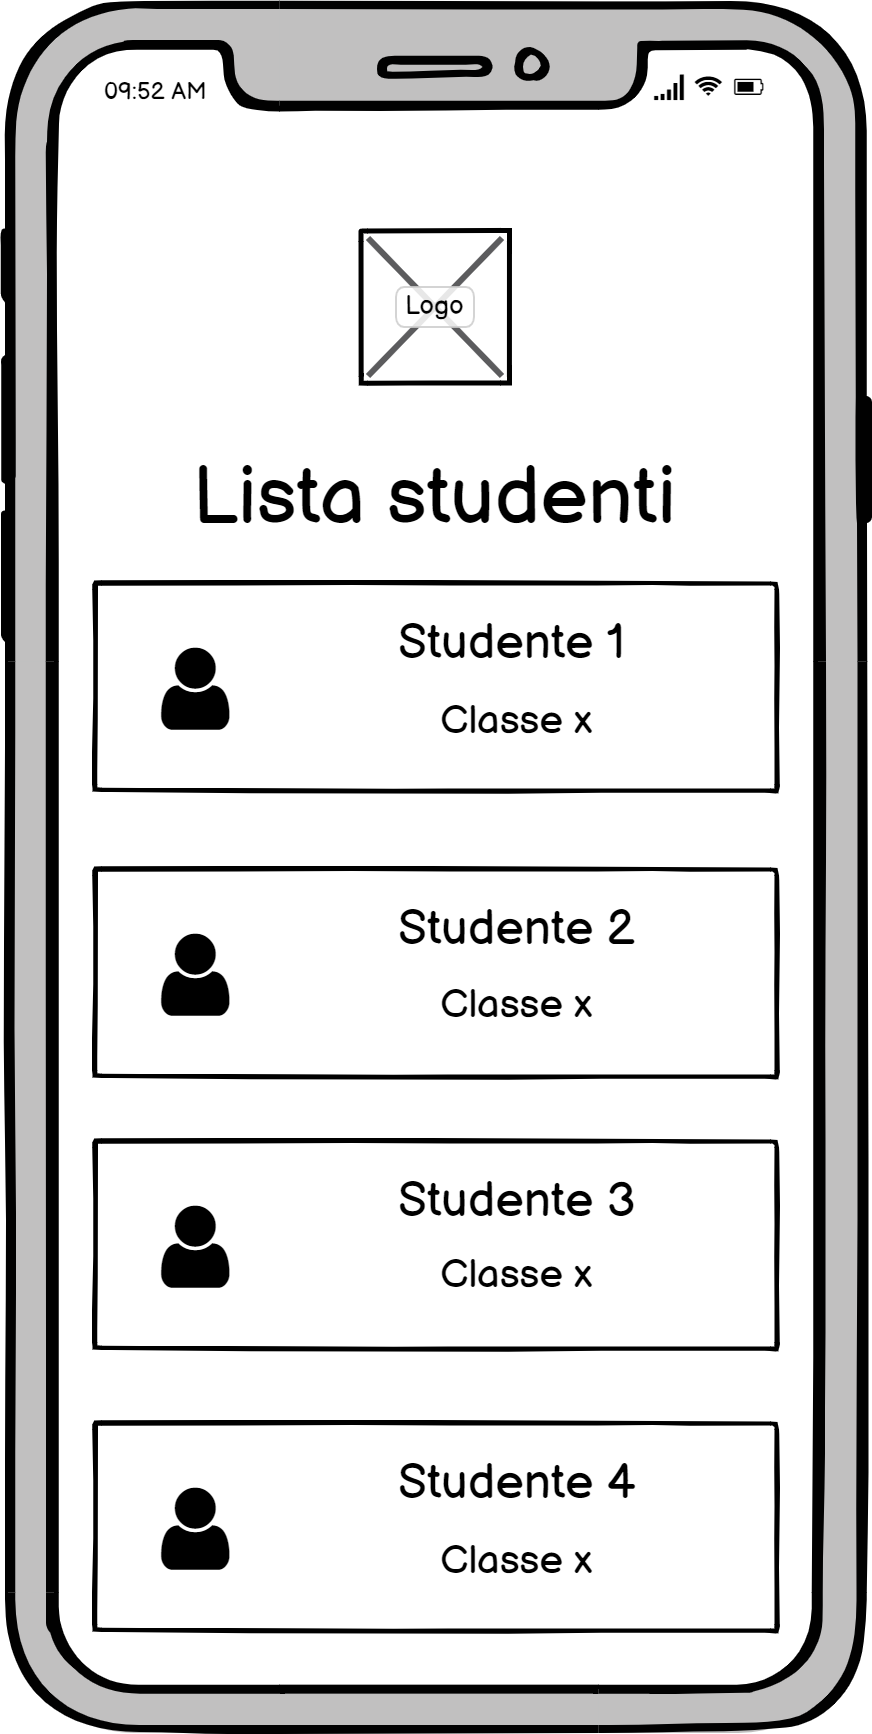 09:52 AM
Logo
Lista studenti
Studente 1
Classe x
Studente 2
Classe x
Studente 3
Classe x
Studente 4
Classe x